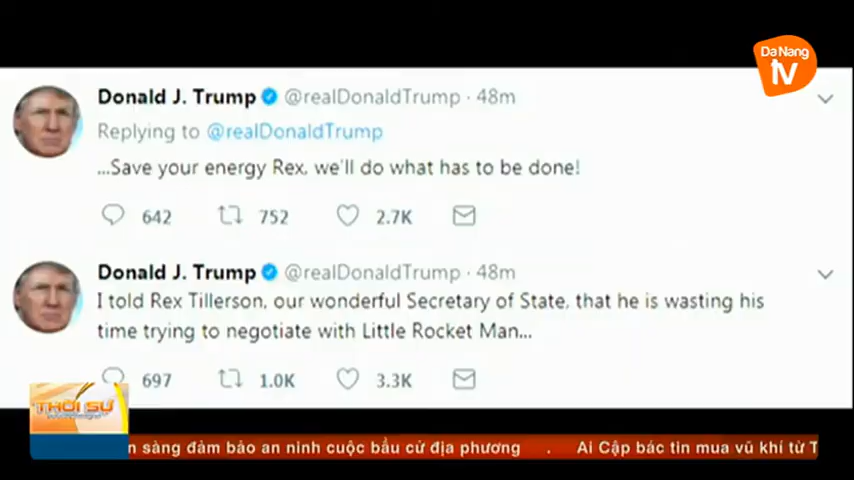 Da Nang
TV
Donald J. Trump @realDonaldTrump · 48m
Replying to @realDonaldTrump
...Save your energy Rex, we'll do what has to be done!
642 752 2.7K
Donald J. Trump @realDonaldTrump · 48m
I told Rex Tillerson, our wonderful Secretary of State, that he is wasting his
time trying to negotiate with Little Rocket Man...
697 1.0K 3.3K
THỜI SỰ
sàng đảm bảo an ninh cuộc bầu cử địa phương . Ai Cập bác tin mua vũ khí từ